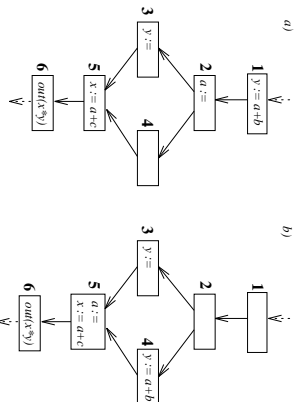 a)
1
y := a+b
2
a :=
3
y :=
4
5
x := a+c
6
out(x*y)
b)
1
2
3
y :=
4
y := a+b
5
a :=
x := a+c
6
out(x*y)